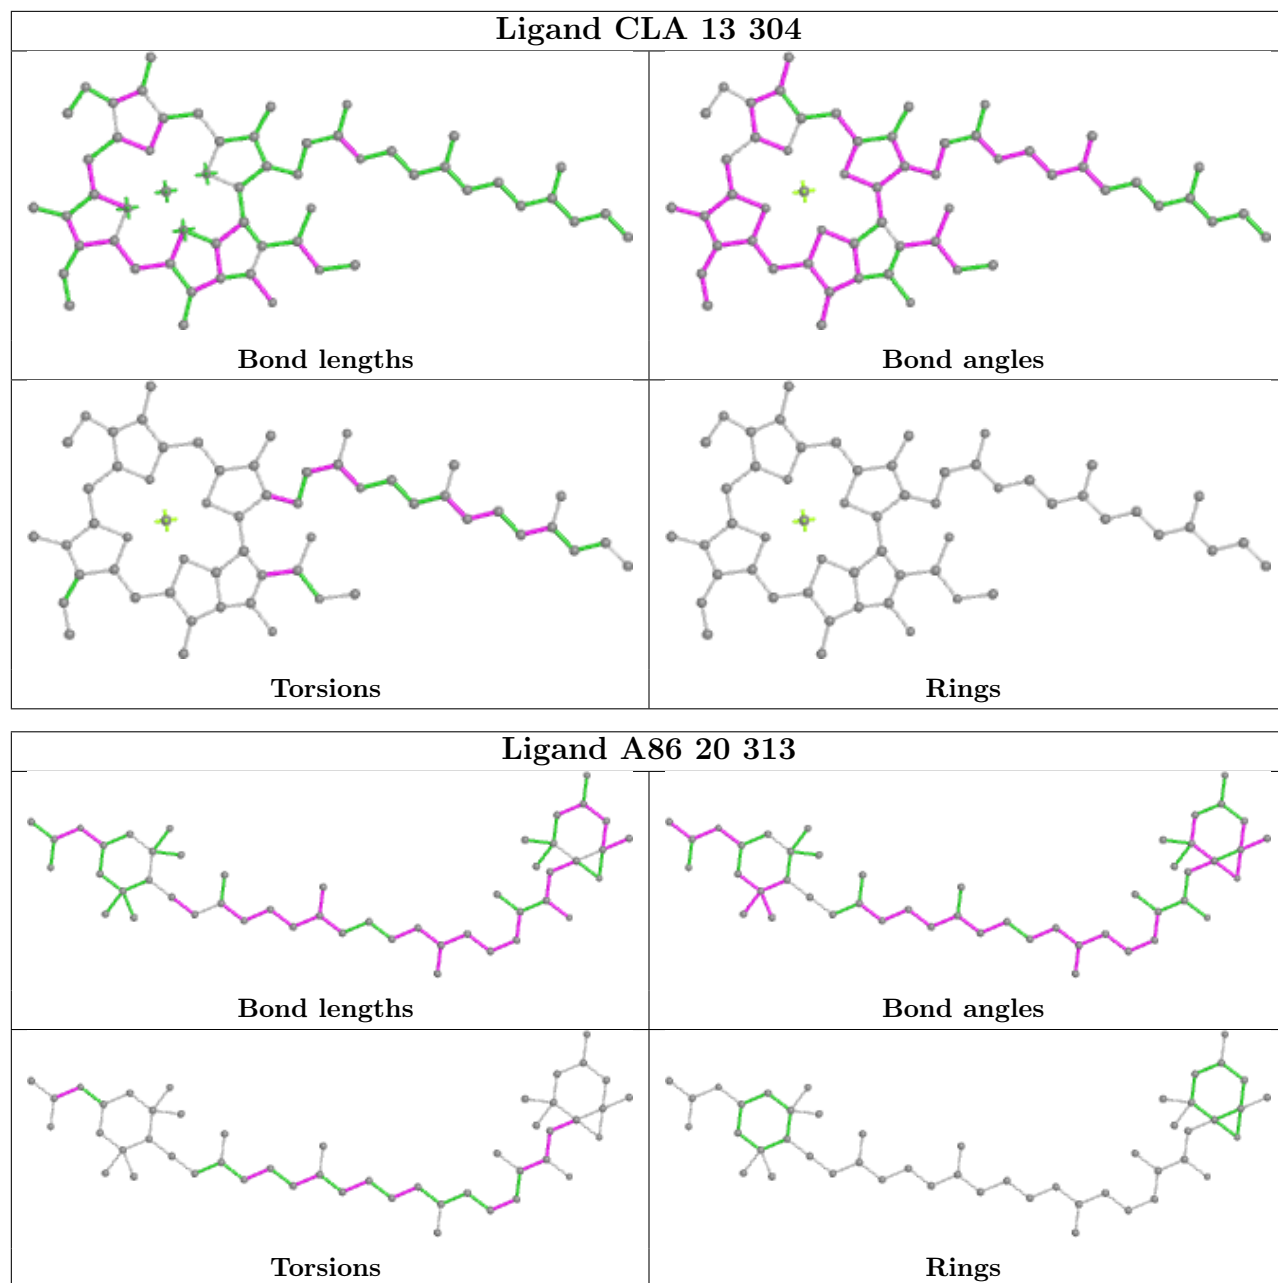 Ligand CLA 13 304
Bond lengths
Bond angles
Torsions
Rings
Ligand A86 20 313
Bond lengths
Bond angles
Torsions
Rings